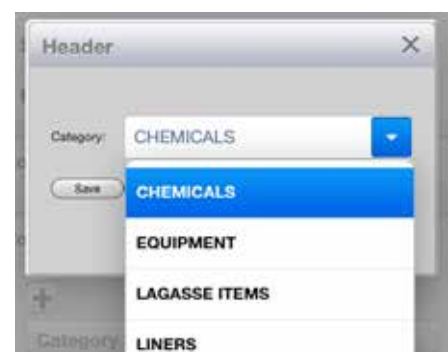 Header
Category: CHEMICALS
Save
CHEMICALS
EQUIPMENT
LAGASSE ITEMS
LINERS
Category